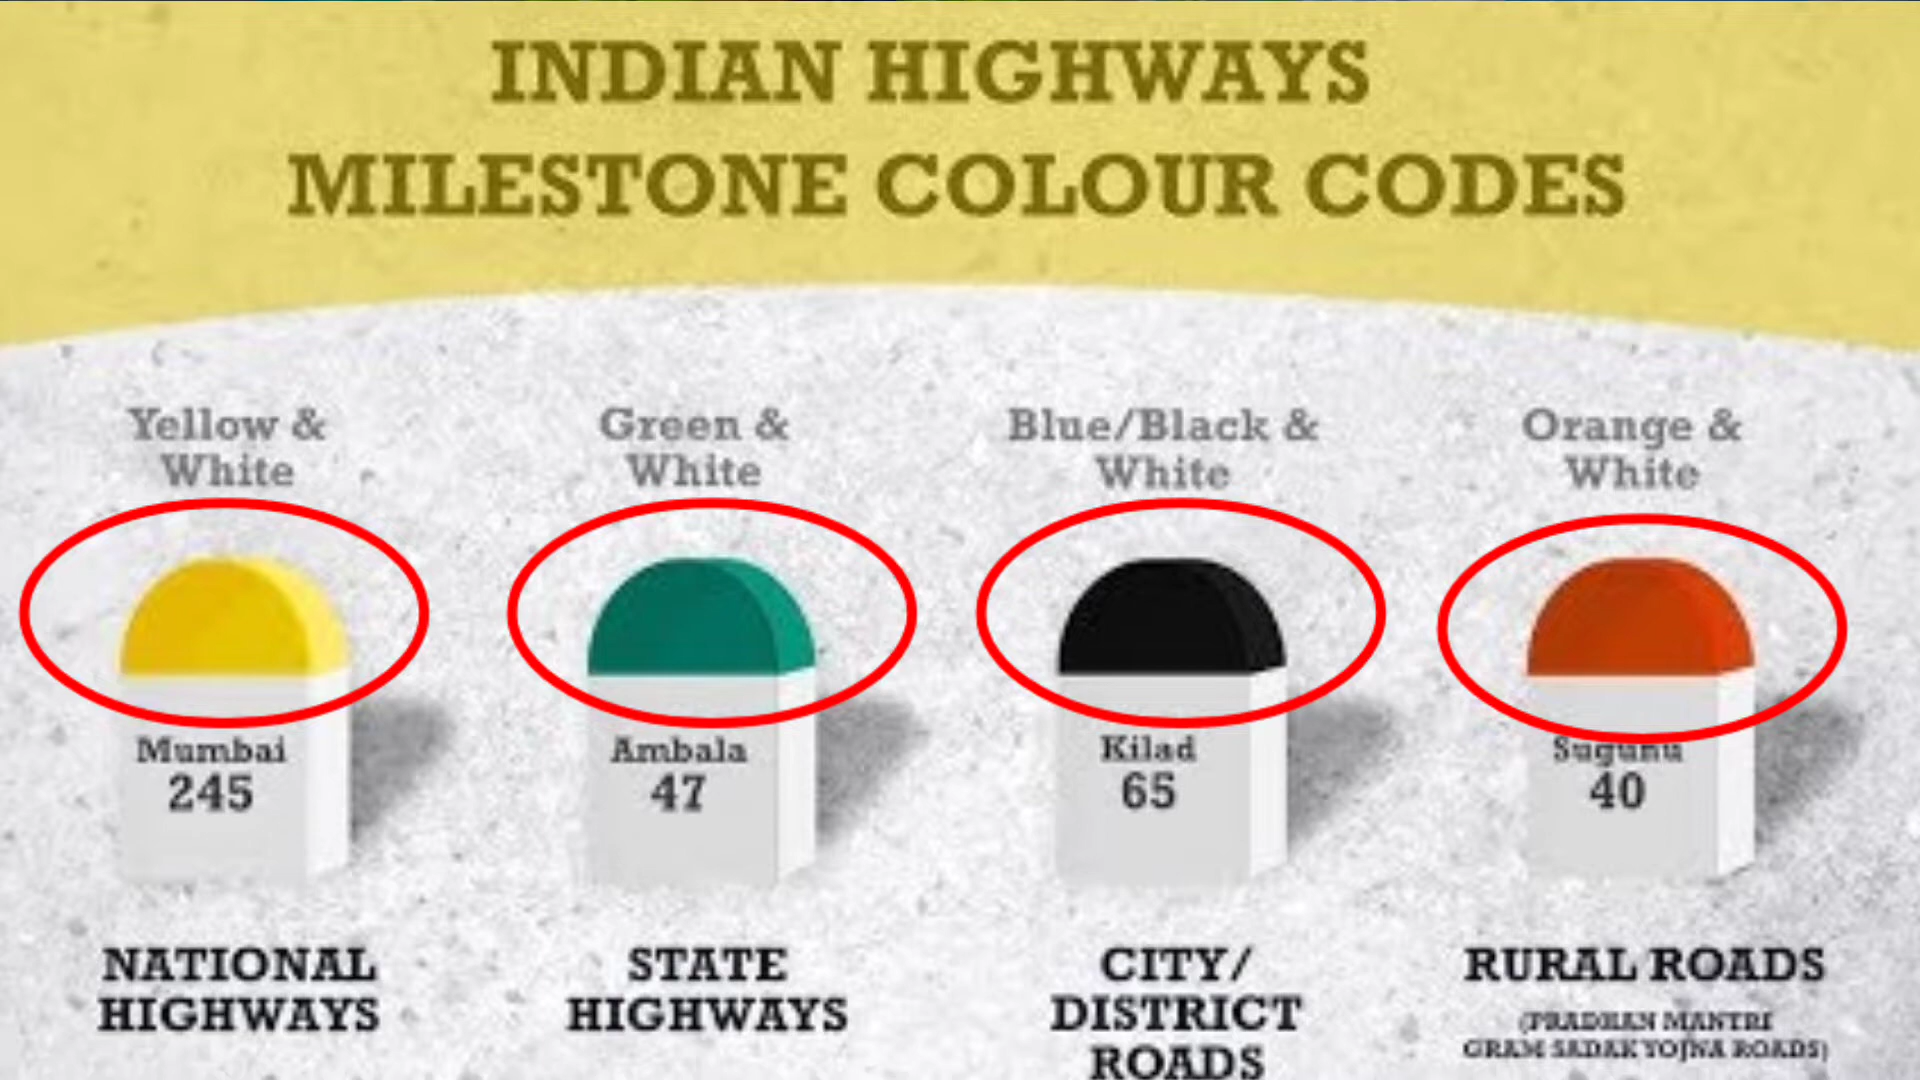 INDIAN HIGHWAYS
MILESTONE COLOUR CODES
Yellow &
White
Green &
White
Blue/Black &
White
Orange &
White
Mumbai
245
Ambala
47
Kilad
65
Sugunu
40
NATIONAL
HIGHWAYS
STATE
HIGHWAYS
CITY/
DISTRICT
ROADS
RURAL ROADS
(PRADHAN MANTRI
GRAM SADAK YOJNA ROADS)